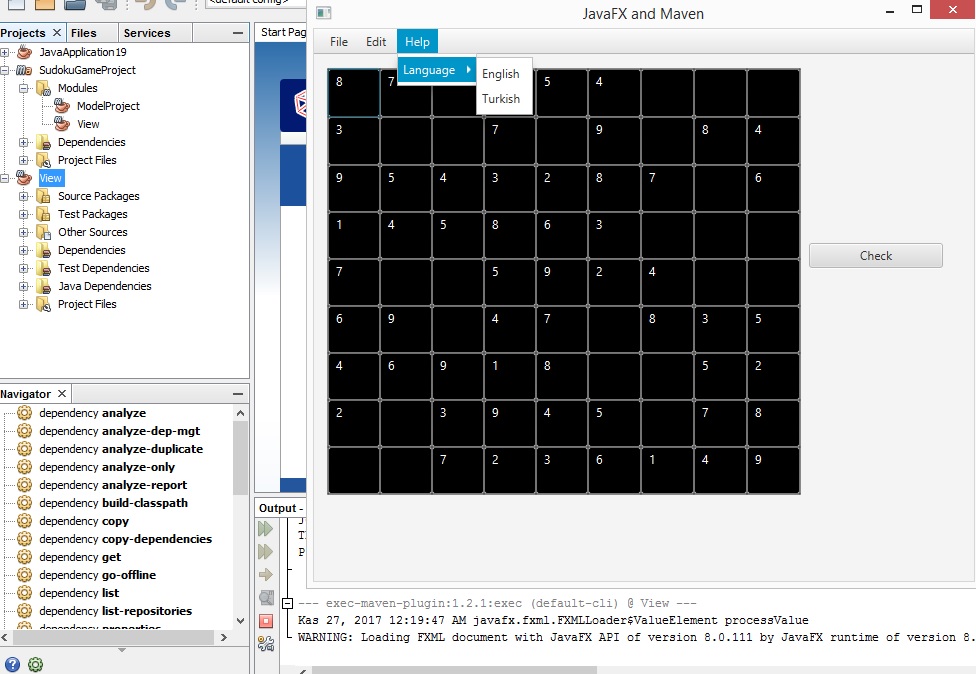 <default config>
Projects Files Services
JavaApplication19
SudokuGameProject
Modules
ModelProject
View
Dependencies
Project Files
View
Source Packages
Test Packages
Other Sources
Dependencies
Test Dependencies
Java Dependencies
Project Files
Navigator
dependency analyze
dependency analyze-dep-mgt
dependency analyze-duplicate
dependency analyze-only
dependency analyze-report
dependency build-classpath
dependency copy
dependency copy-dependencies
dependency get
dependency go-offline
dependency list
dependency list-repositories
dependency properties
Start Pag
JavaFX and Maven
File Edit Help
Language
English
Turkish
8 7 5 4
3 7 9 8 4
9 5 4 3 2 8 7 6
1 4 5 8 6 3
7 5 9 2 4
6 9 4 7 8 3 5
4 6 9 1 8 5 2
2 3 9 4 5 7 8
7 2 3 6 1 4 9
Check
Output -
--- exec-maven-plugin:1.2.1:exec (default-cli) @ View ---
Kas 27, 2017 12:19:47 AM javafx.fxml.FXMLLoader$ValueElement processValue
WARNING: Loading FXML document with JavaFX API of version 8.0.111 by JavaFX runtime of version 8.